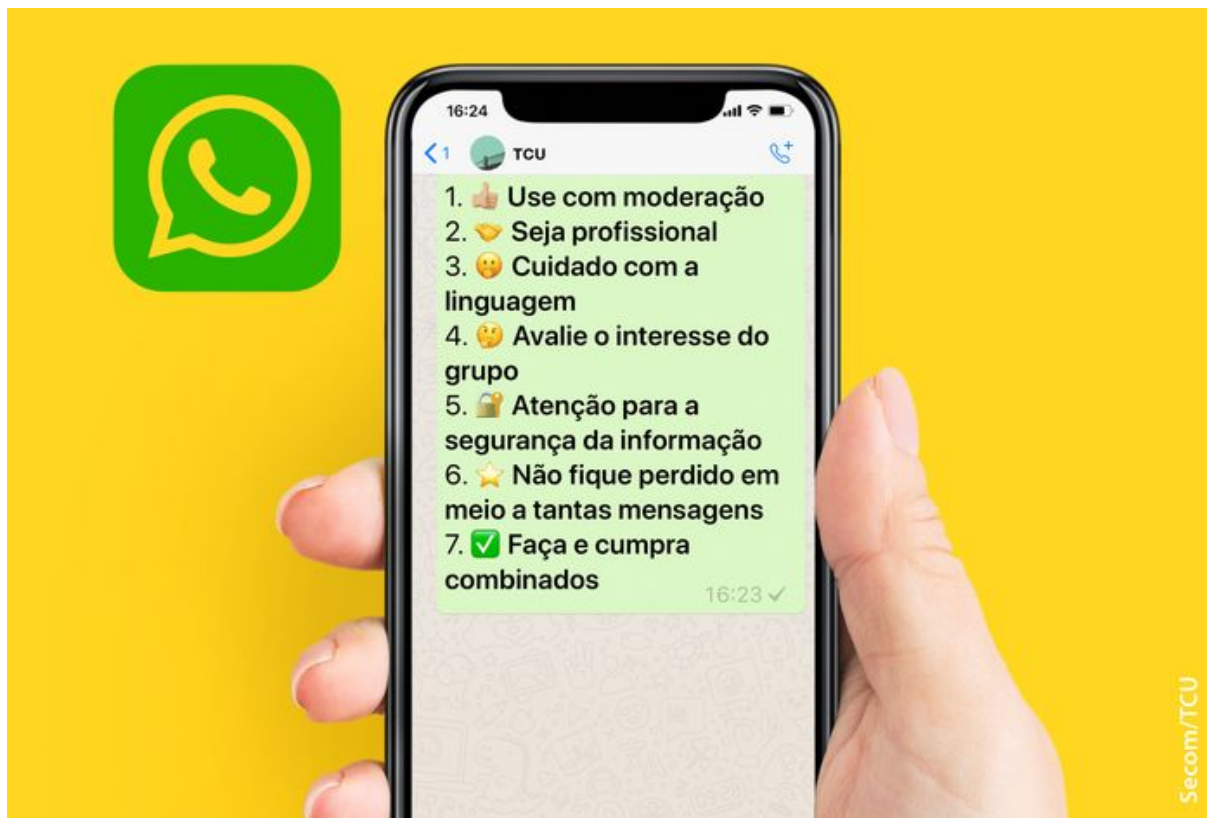 16:24
1 TCU
1. 👍 Use com moderação
2. 🤝 Seja profissional
3. 🤫 Cuidado com a
linguagem
4. 🤔 Avalie o interesse do
grupo
5. 🔐 Atenção para a
segurança da informação
6. ⭐ Não fique perdido em
meio a tantas mensagens
7. ✅ Faça e cumpra
combinados
16:23 ✓
Secom/TCU